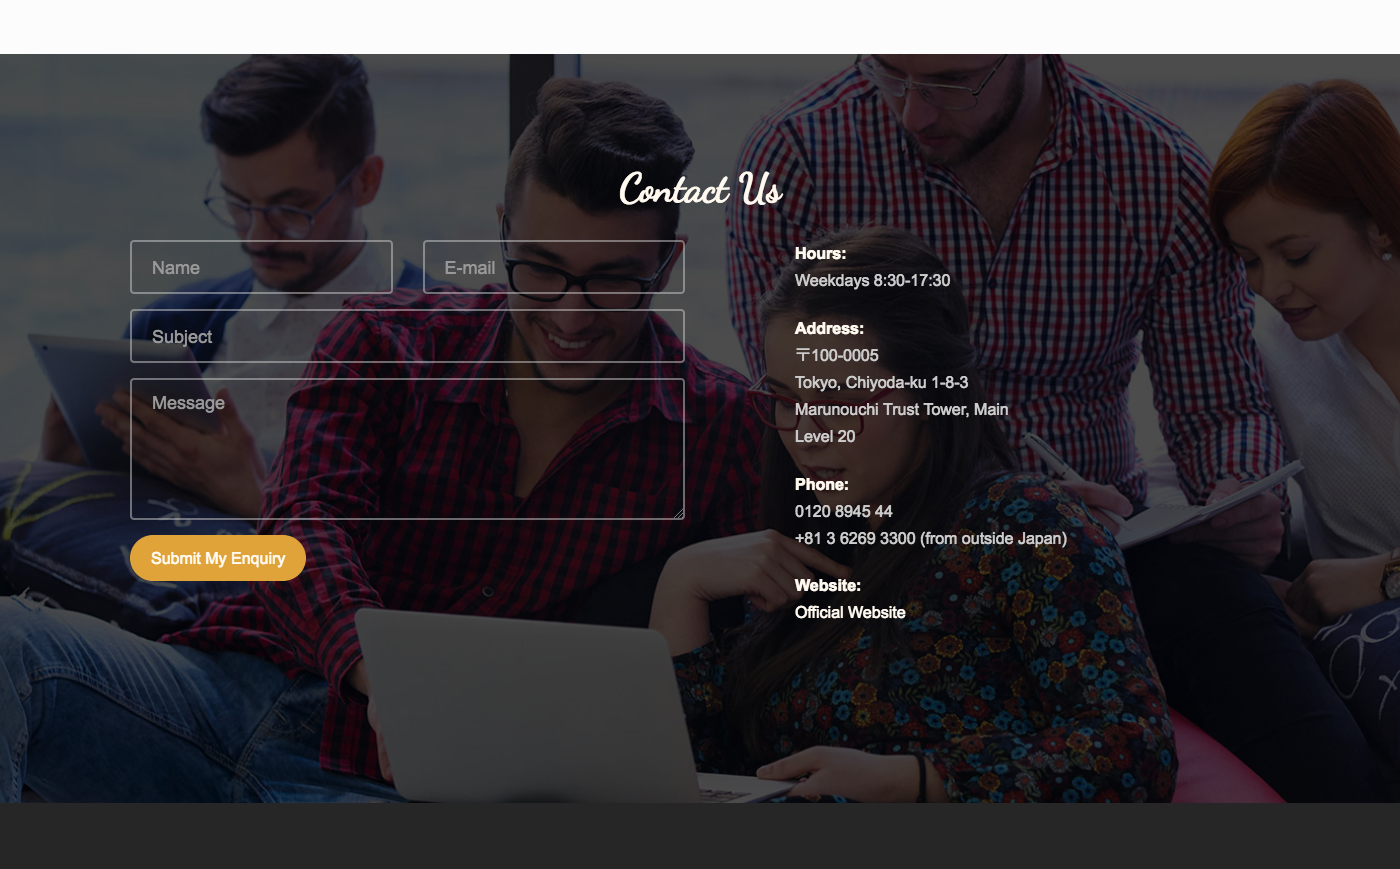 Contact Us
Name
E-mail
Subject
Message
Submit My Enquiry
Hours:
Weekdays 8:30-17:30
Address:
〒100-0005
Tokyo, Chiyoda-ku 1-8-3
Marunouchi Trust Tower, Main
Level 20
Phone:
0120 8945 44
+81 3 6269 3300 (from outside Japan)
Website:
Official Website